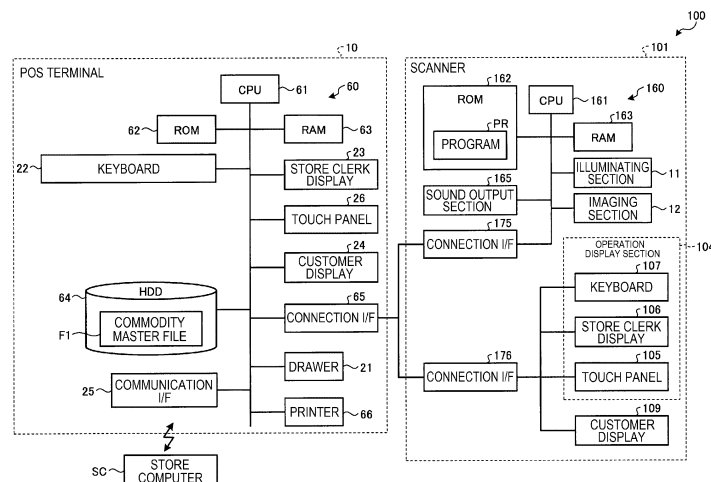 100
10
101
POS TERMINAL
SCANNER
CPU
61
60
162
ROM
CPU
161
160
62
ROM
RAM
63
PR
PROGRAM
163
RAM
22
KEYBOARD
23
STORE CLERK
DISPLAY
165
SOUND OUTPUT
SECTION
ILLUMINATING
SECTION
11
26
TOUCH PANEL
IMAGING
SECTION
12
24
CUSTOMER
DISPLAY
175
CONNECTION I/F
OPERATION
DISPLAY SECTION
104
107
KEYBOARD
64
HDD
F1
COMMODITY
MASTER FILE
65
CONNECTION I/F
106
STORE CLERK
DISPLAY
176
CONNECTION I/F
105
TOUCH PANEL
25
COMMUNICATION
I/F
DRAWER
21
109
CUSTOMER
DISPLAY
PRINTER
66
SC
STORE
COMPUTER